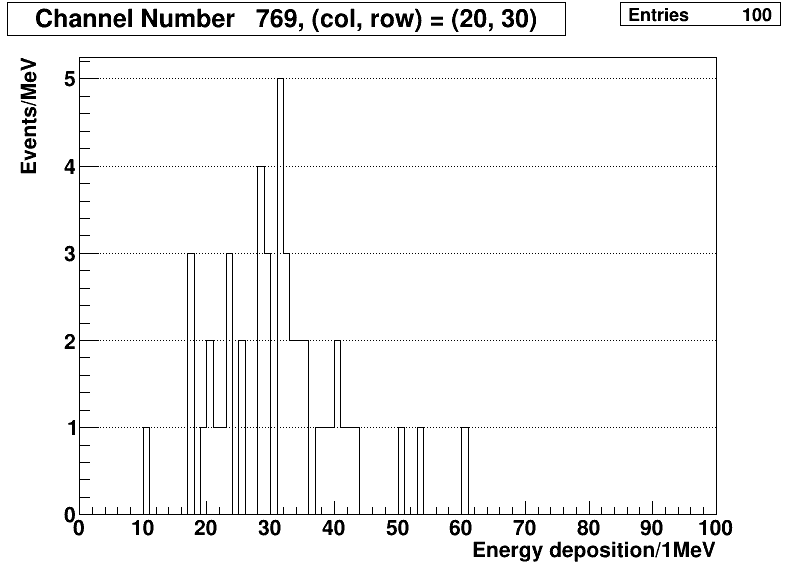 Channel Number 769, (col, row) = (20, 30)
Entries 100
Events/MeV
5
4
3
2
1
0
0 10 20 30 40 50 60 70 80 90 100
Energy deposition/1MeV